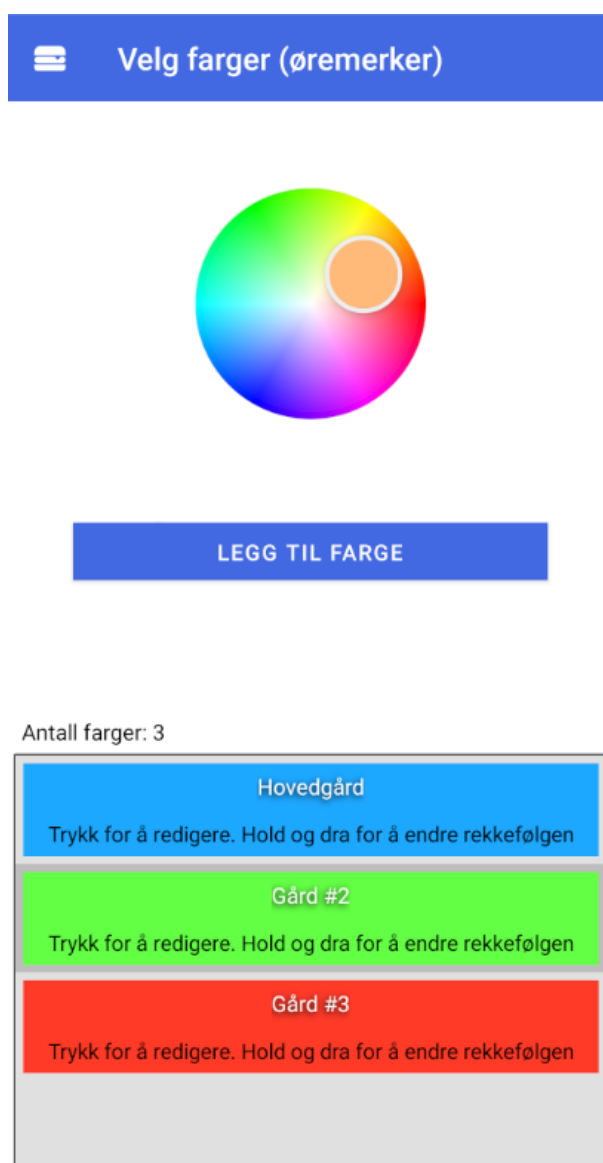 Velg farger (øremerker)
LEGG TIL FARGE
Antall farger: 3
Hovedgård
Trykk for å redigere. Hold og dra for å endre rekkefølgen
Gård #2
Trykk for å redigere. Hold og dra for å endre rekkefølgen
Gård #3
Trykk for å redigere. Hold og dra for å endre rekkefølgen